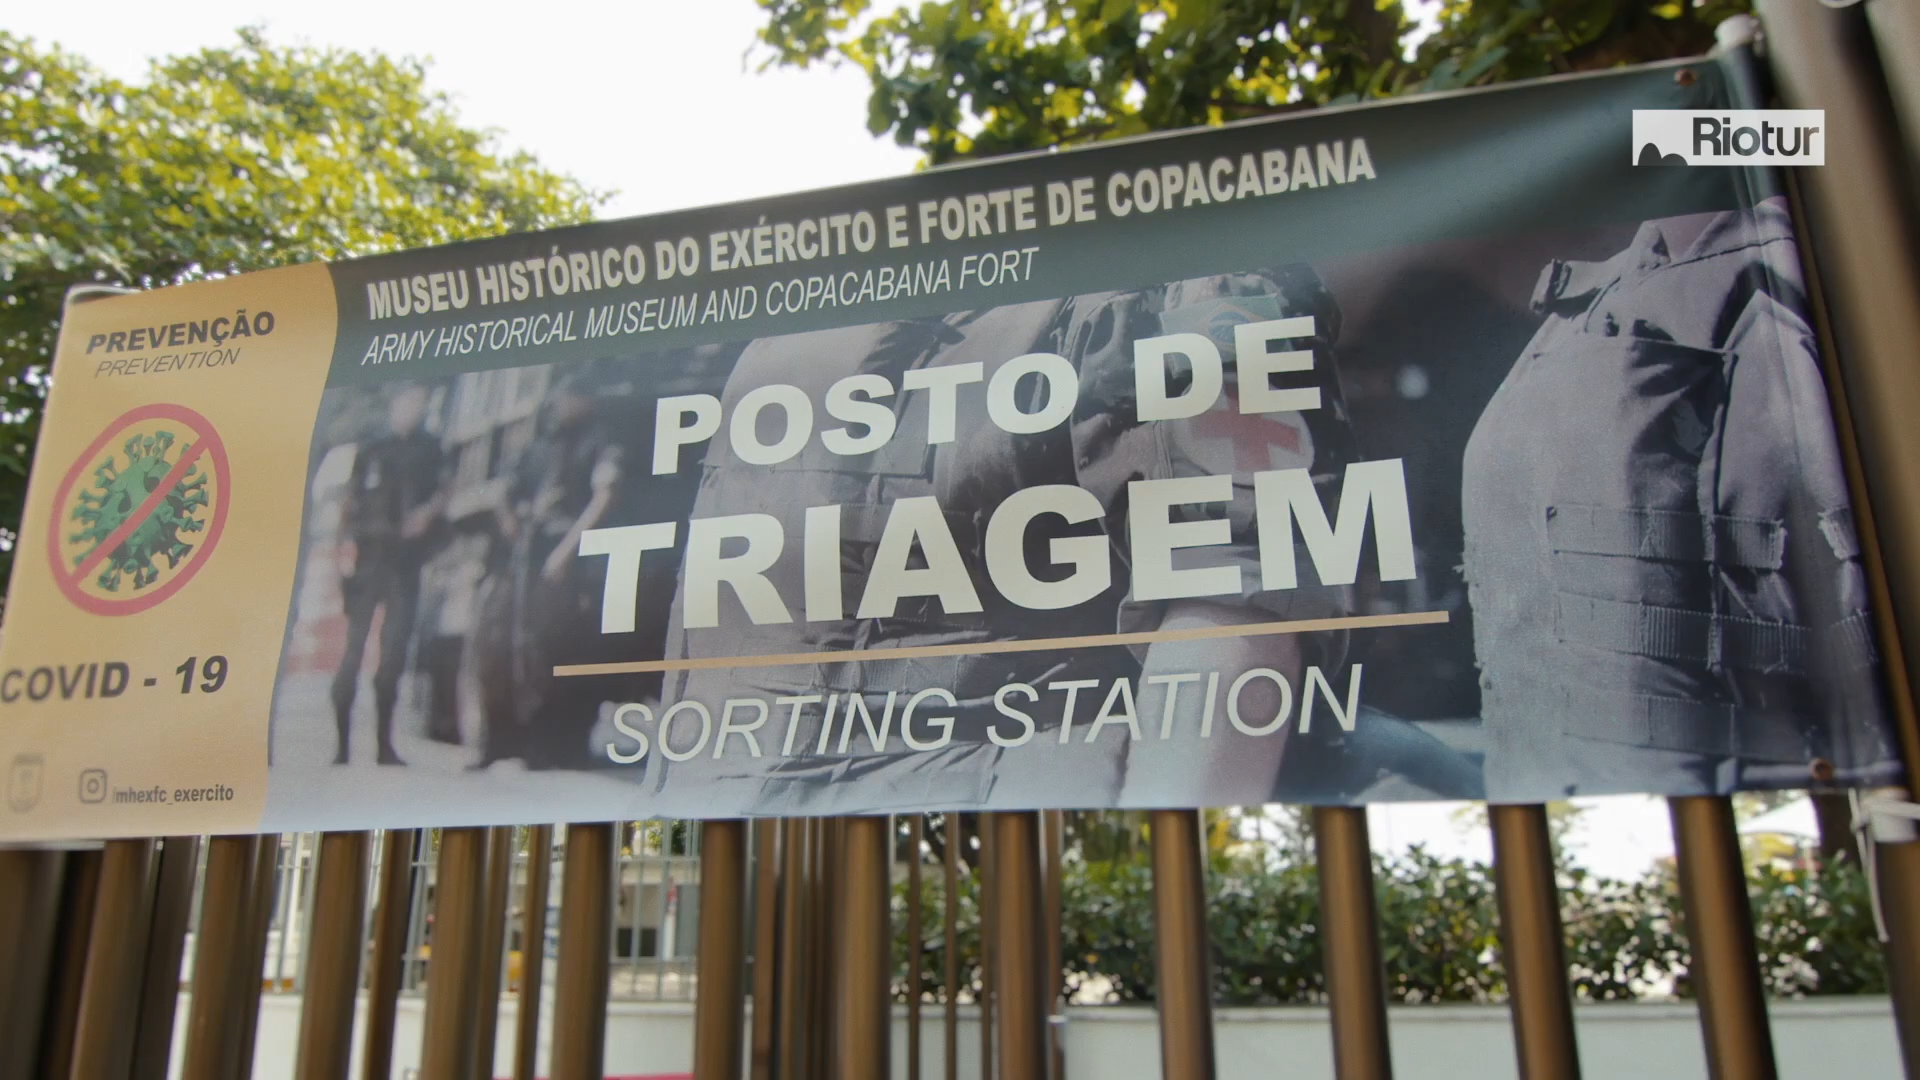 Riotur
MUSEU HISTÓRICO DO EXÉRCITO E FORTE DE COPACABANA
ARMY HISTORICAL MUSEUM AND COPACABANA FORT
PREVENÇÃO
PREVENTION
POSTO DE
TRIAGEM
SORTING STATION
COVID - 19
/mhexfc_exercito